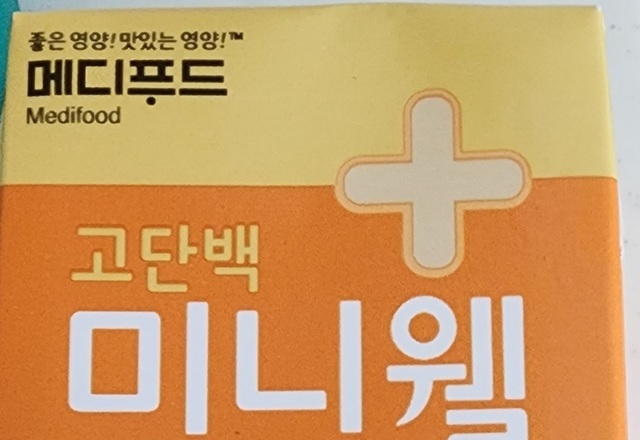 좋은 영양! 맛있는 영양!™
메디푸드
Medifood
고단백
미니웰